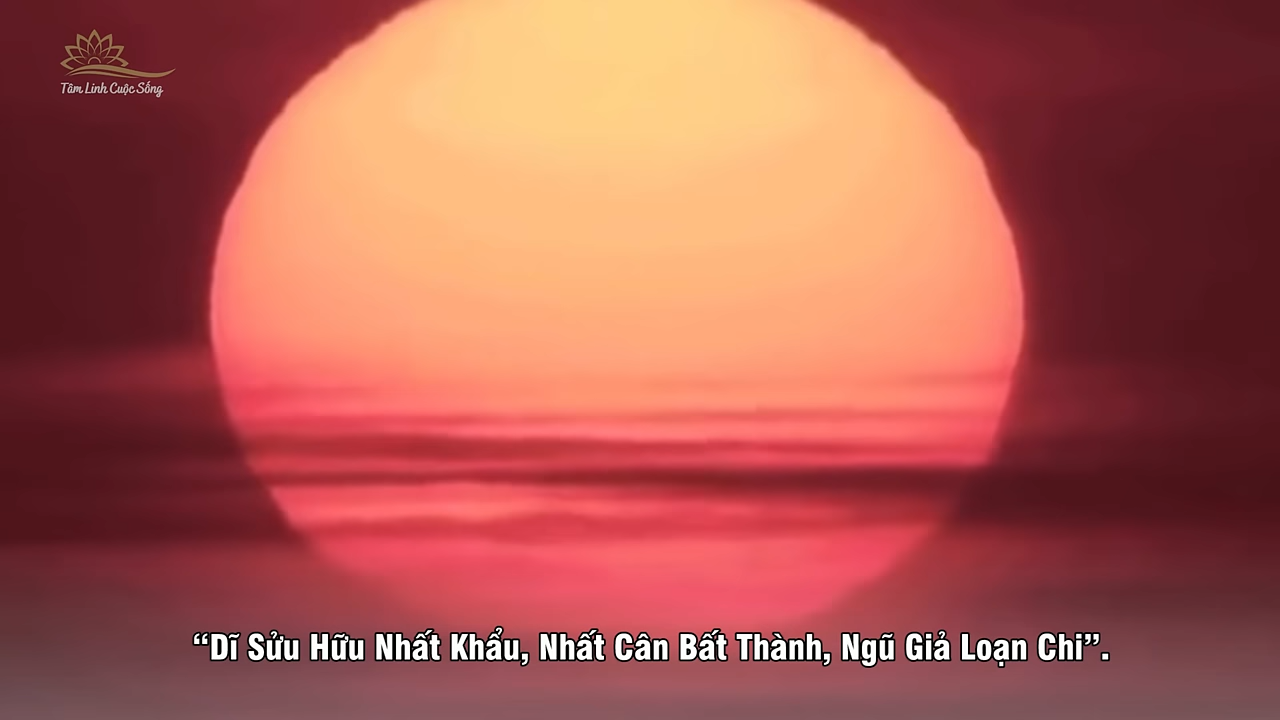 Tâm Linh Cuộc Sống
“Dĩ Sửu Hữu Nhất Khẩu, Nhất Cân Bất Thành, Ngũ Giả Loạn Chi”.